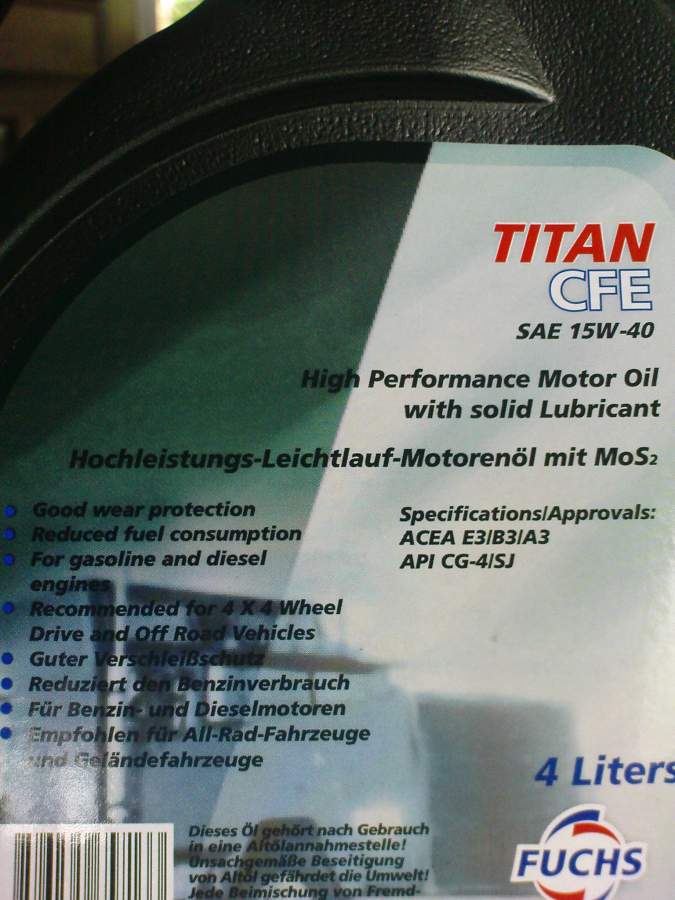 TITAN
CFE
SAE 15W-40
High Performance Motor Oil
with solid Lubricant
Hochleistungs-Leichtlauf-Motorenöl mit MoS₂
Good wear protection
Reduced fuel consumption
For gasoline and diesel
engines
Recommended for 4 X 4 Wheel
Drive and Off Road Vehicles
Guter Verschleißschutz
Reduziert den Benzinverbrauch
Für Benzin- und Dieselmotoren
Empfohlen für All-Rad-Fahrzeuge
und Geländefahrzeuge
Specifications/Approvals:
ACEA E3/B3/A3
API CG-4/SJ
4 Liters
FUCHS
Dieses Öl gehört nach Gebrauch
in eine Altölannahmestelle!
Unsachgemäße Beseitigung
von Altöl gefährdet die Umwelt!
Jede Beimischung von Fremd-